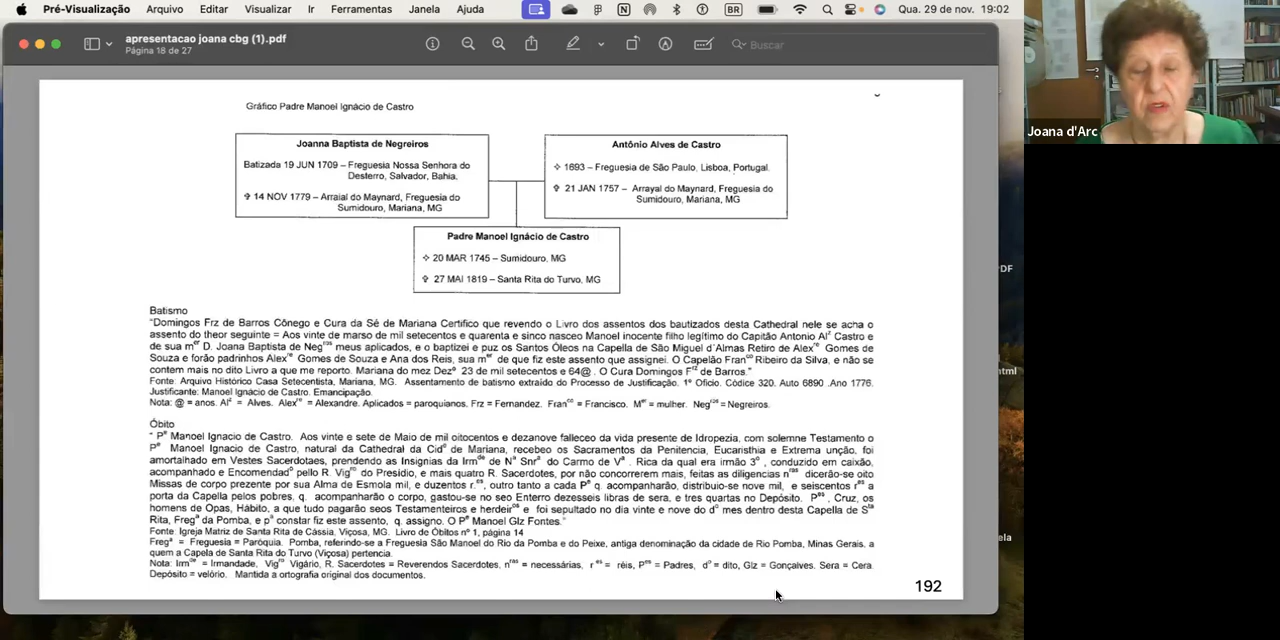 Pré-Visualização Arquivo Editar Visualizar Ir Ferramentas Janela Ajuda BR Qua. 29 de nov. 19:02
apresentacao joana cbg (1).pdf
Página 18 de 27
Buscar
Joana d'Arc
Gráfico Padre Manoel Ignácio de Castro
Joanna Baptista de Negreiros
Batizada 19 JUN 1709 – Freguesia Nossa Senhora do
Desterro, Salvador, Bahia.
✞ 14 NOV 1779 – Arraial do Maynard, Freguesia do
Sumidouro, Mariana, MG
Antônio Alves de Castro
✧ 1693 – Freguesia de São Paulo, Lisboa, Portugal.
✞ 21 JAN 1757 – Arrayal do Maynard, Freguesia do
Sumidouro, Mariana, MG
Padre Manoel Ignácio de Castro
✧ 20 MAR 1745 – Sumidouro, MG
✞ 27 MAI 1819 – Santa Rita do Turvo, MG
Batismo
"Domingos Frz de Barros Cônego e Cura da Sé de Mariana Certifico que revendo o Livro dos assentos dos bautizados desta Cathedral nele se acha o
assento do theor seguinte = Aos vinte de marso de mil setecentos e quarenta e sinco nasceo Manoel inocente filho legítimo do Capitão Antonio Alz Castro e
de sua mer D. Joana Baptista de Negros meus aplicados, e o baptizei e puz os Santos Óleos na Capella de São Miguel d'Almas Retiro de Alexre Gomes de
Souza e forão padrinhos Alexre Gomes de Souza e Ana dos Reis, sua mer de que fiz este assento que assignei. O Capelão Franco Ribeiro da Silva, e não se
contem mais no dito Livro a que me reporto. Mariana do mez Dezo 23 de mil setecentos e 64@ . O Cura Domingos Frz de Barros."
Fonte: Arquivo Histórico Casa Setecentista, Mariana, MG. Assentamento de batismo extraído do Processo de Justificação. 1º Ofício. Códice 320. Auto 6890 .Ano 1776.
Justificante: Manoel Ignácio de Castro. Emancipação.
Nota: @ = anos. Alz = Alves. Alexre = Alexandre. Aplicados = paroquianos. Frz = Fernandez. Franco = Francisco. Mer = mulher. Negros = Negreiros.
Óbito
" Pe Manoel Ignacio de Castro. Aos vinte e sete de Maio de mil oitocentos e dezanove falleceo da vida presente de Idropezia, com solemne Testamento o
Pe Manoel Ignacio de Castro, natural da Cathedral da Cide de Mariana, recebeo os Sacramentos da Penitencia, Eucaristhia e Extrema unção, foi
amortalhado em Vestes Sacerdotaes, prendendo as Insignias da Irmde de Na Snra do Carmo de Va . Rica da qual era irmão 3o , conduzido em caixão,
acompanhado e Encomendado pello R. Vigro do Presídio, e mais quatro R. Sacerdotes, por não concorrerem mais, feitas as diligencias nras dicerão-se oito
Missas de corpo prezente por sua Alma de Esmola mil, e duzentos r.es, outro tanto a cada Pe q. acompanharão, distribuio-se nove mil, e seiscentos res a
porta da Capella pelos pobres, q. acompanharão o corpo, gastou-se no seo Enterro dezesseis libras de sera, e tres quartas no Depósito. Pes , Cruz, os
homens de Opas, Hábito, a que tudo pagarão seos Testamenteiros e herdeiros e foi sepultado no dia vinte e nove do do mes dentro desta Capella de Sta
Rita, Frega da Pomba, e pa constar fiz este assento, q. assigno. O Pe Manoel Glz Fontes."
Fonte: Igreja Matriz de Santa Rita de Cássia, Viçosa, MG. Livro de Óbitos nº 1, página 14
Frega = Freguesia = Paróquia. Pomba, referindo-se a Freguesia São Manoel do Rio da Pomba e do Peixe, antiga denominação da cidade de Rio Pomba, Minas Gerais. a
quem a Capela de Santa Rita do Turvo (Viçosa) pertencia.
Nota: Irmde = Irmandade, Vigro Vigário, R. Sacerdotes = Reverendos Sacerdotes, nras = necessárias, res = réis, Pes = Padres, do = dito, Glz = Gonçalves. Sera = Cera.
Depósito = velório. Mantida a ortografia original dos documentos.
192
DF
html
ela